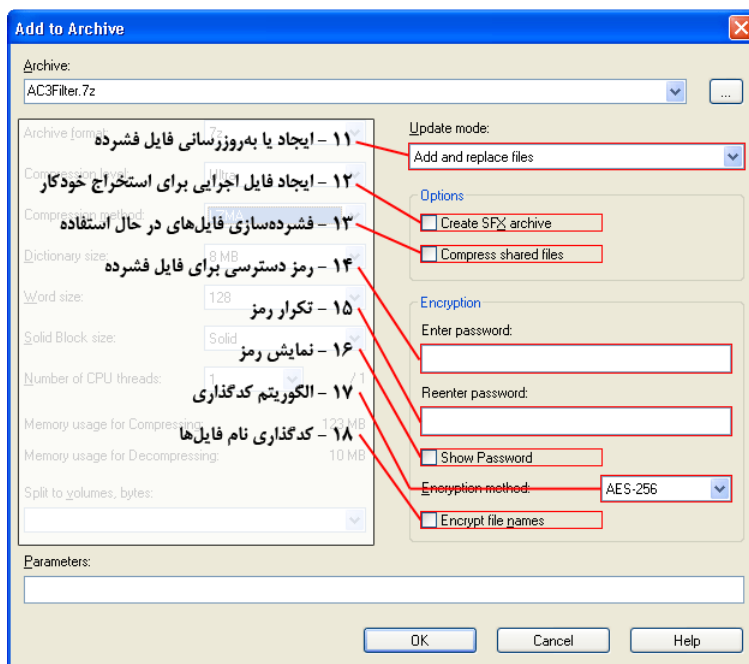 Add to Archive
Archive:
AC3Filter.7z
...
Archive format:
7z
۱۱ - ایجاد یا به‌روزرسانی فایل فشرده
Compression level:
Ultra
۱۲ - ایجاد فایل اجرایی برای استخراج خودکار
Compression method:
LZMA
۱۳ - فشرده‌سازی فایل‌های در حال استفاده
Dictionary size:
8 MB
۱۴ - رمز دسترسی برای فایل فشرده
Word size:
128
۱۵ - تکرار رمز
Solid Block size:
Solid
۱۶ - نمایش رمز
Number of CPU threads:
1
/ 1
۱۷ - الگوریتم کدگذاری
Memory usage for Compressing:
123 MB
۱۸ - کدگذاری نام فایل‌ها
Memory usage for Decompressing:
10 MB
Split to volumes, bytes:
Update mode:
Add and replace files
Options
Create SFX archive
Compress shared files
Encryption
Enter password:
Reenter password:
Show Password
Encryption method:
AES-256
Encrypt file names
Parameters:
OK
Cancel
Help